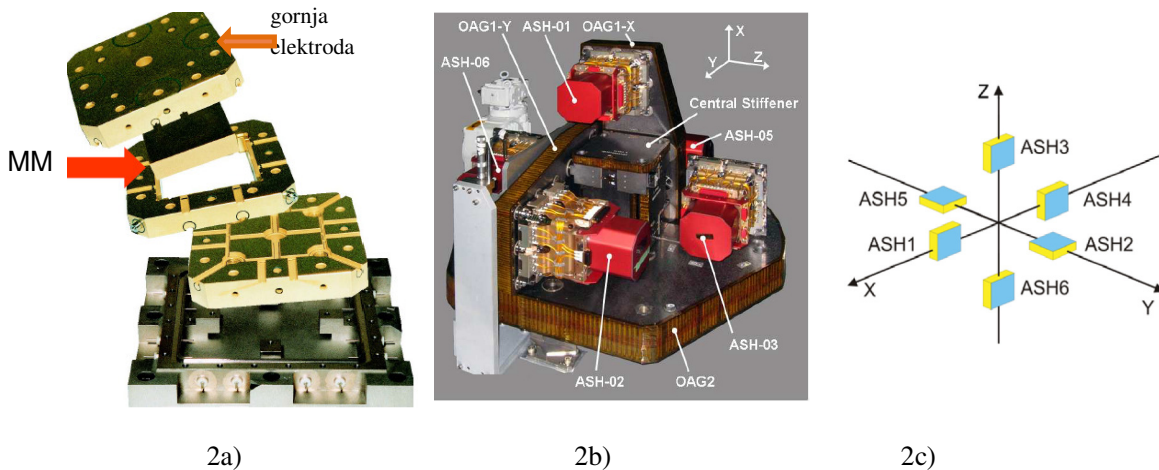 gornja
elektroda
MM
OAG1-Y
ASH-01
OAG1-X
ASH-06
X
Y
Z
Central Stiffener
ASH-05
ASH-03
ASH-02
OAG2
Z
ASH3
ASH5
ASH4
ASH1
ASH2
X
ASH6
Y
2a)
2b)
2c)